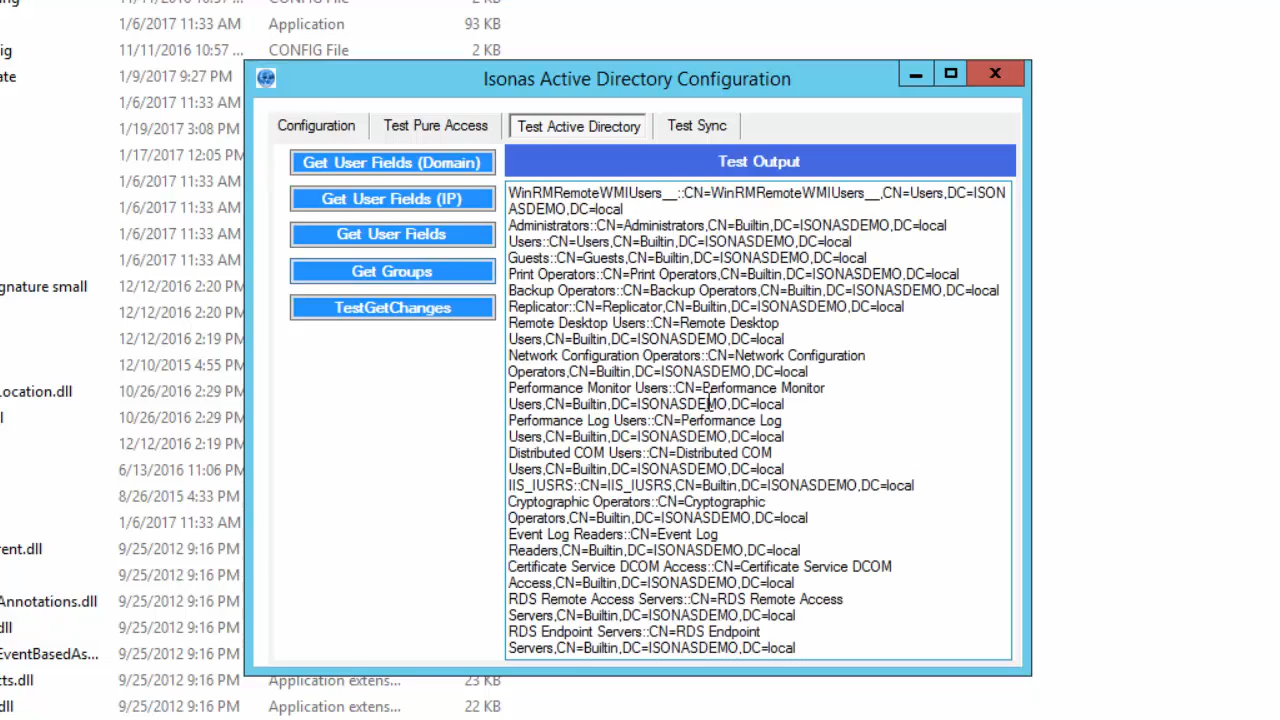 1/6/2017 11:33 AM Application 93 KB
ig 11/11/2016 10:57 ... CONFIG File 2 KB
ate 1/9/2017 9:27 PM
1/6/2017 11:33 AM
1/19/2017 3:08 PM
1/17/2017 12:05 PM
1/6/2017 11:33 AM
1/6/2017 11:33 AM
1/6/2017 11:33 AM
1/6/2017 11:33 AM
gnature small 12/12/2016 2:20 PM
12/12/2016 2:20 PM
12/12/2016 2:19 PM
12/10/2015 4:55 PM
Location.dll 10/26/2016 2:29 PM
l 10/26/2016 2:29 PM
12/12/2016 2:19 PM
6/13/2016 11:06 PM
8/26/2015 4:33 PM
1/6/2017 11:33 AM
rent.dll 9/25/2012 9:16 PM
9/25/2012 9:16 PM
Annotations.dll 9/25/2012 9:16 PM
dll 9/25/2012 9:16 PM
EventBasedAs... 9/25/2012 9:16 PM
cts.dll 9/25/2012 9:16 PM Application extens... 23 KB
dll 9/25/2012 9:16 PM Application extens... 22 KB
Isonas Active Directory Configuration
Configuration Test Pure Access Test Active Directory Test Sync
Get User Fields (Domain)
Get User Fields (IP)
Get User Fields
Get Groups
TestGetChanges
Test Output
WinRMRemoteWMIUsers__::CN=WinRMRemoteWMIUsers__,CN=Users,DC=ISON
ASDEMO,DC=local
Administrators::CN=Administrators,CN=Builtin,DC=ISONASDEMO,DC=local
Users::CN=Users,CN=Builtin,DC=ISONASDEMO,DC=local
Guests::CN=Guests,CN=Builtin,DC=ISONASDEMO,DC=local
Print Operators::CN=Print Operators,CN=Builtin,DC=ISONASDEMO,DC=local
Backup Operators::CN=Backup Operators,CN=Builtin,DC=ISONASDEMO,DC=local
Replicator::CN=Replicator,CN=Builtin,DC=ISONASDEMO,DC=local
Remote Desktop Users::CN=Remote Desktop
Users,CN=Builtin,DC=ISONASDEMO,DC=local
Network Configuration Operators::CN=Network Configuration
Operators,CN=Builtin,DC=ISONASDEMO,DC=local
Performance Monitor Users::CN=Performance Monitor
Users,CN=Builtin,DC=ISONASDEMO,DC=local
Performance Log Users::CN=Performance Log
Users,CN=Builtin,DC=ISONASDEMO,DC=local
Distributed COM Users::CN=Distributed COM
Users,CN=Builtin,DC=ISONASDEMO,DC=local
IIS_IUSRS::CN=IIS_IUSRS,CN=Builtin,DC=ISONASDEMO,DC=local
Cryptographic Operators::CN=Cryptographic
Operators,CN=Builtin,DC=ISONASDEMO,DC=local
Event Log Readers::CN=Event Log
Readers,CN=Builtin,DC=ISONASDEMO,DC=local
Certificate Service DCOM Access::CN=Certificate Service DCOM
Access,CN=Builtin,DC=ISONASDEMO,DC=local
RDS Remote Access Servers::CN=RDS Remote Access
Servers,CN=Builtin,DC=ISONASDEMO,DC=local
RDS Endpoint Servers::CN=RDS Endpoint
Servers,CN=Builtin,DC=ISONASDEMO,DC=local